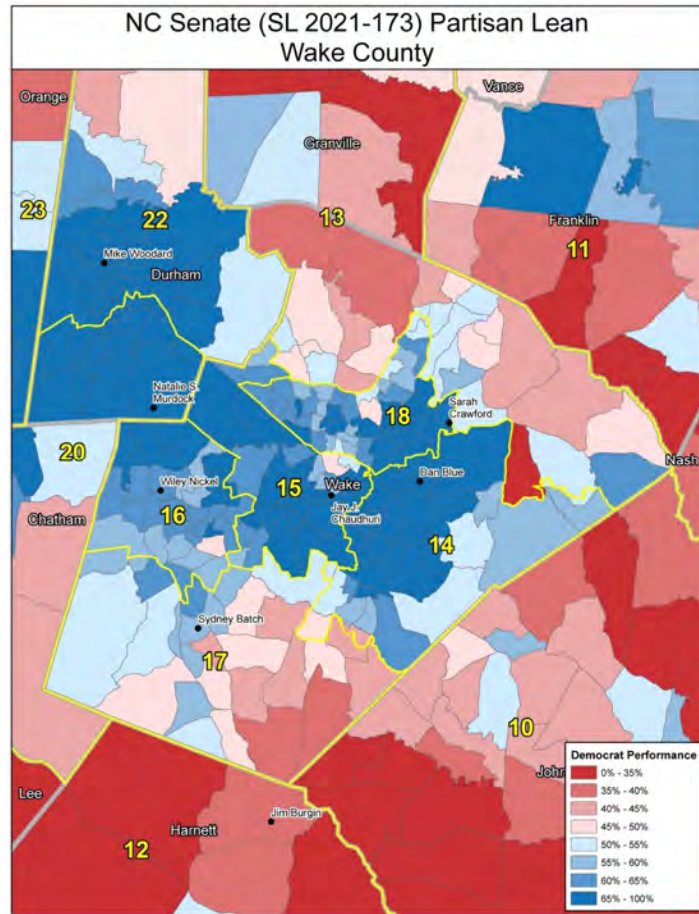 NC Senate (SL 2021-173) Partisan Lean
Wake County
Orange
Vance
Granville
23
22
13
Franklin
11
Mike Woodard
Durham
Natalie S.
Murdock
18
Sarah
Crawford
20
Nash
Dan Blue
Wiley Nickel
15
Wake
16
Jay J.
Chaudhuri
Chatham
14
Sydney Batch
17
10
Lee
Jim Burgin
Harnett
12
John
Democrat Performance
0% - 35%
35% - 40%
40% - 45%
45% - 50%
50% - 55%
55% - 60%
60% - 65%
65% - 100%